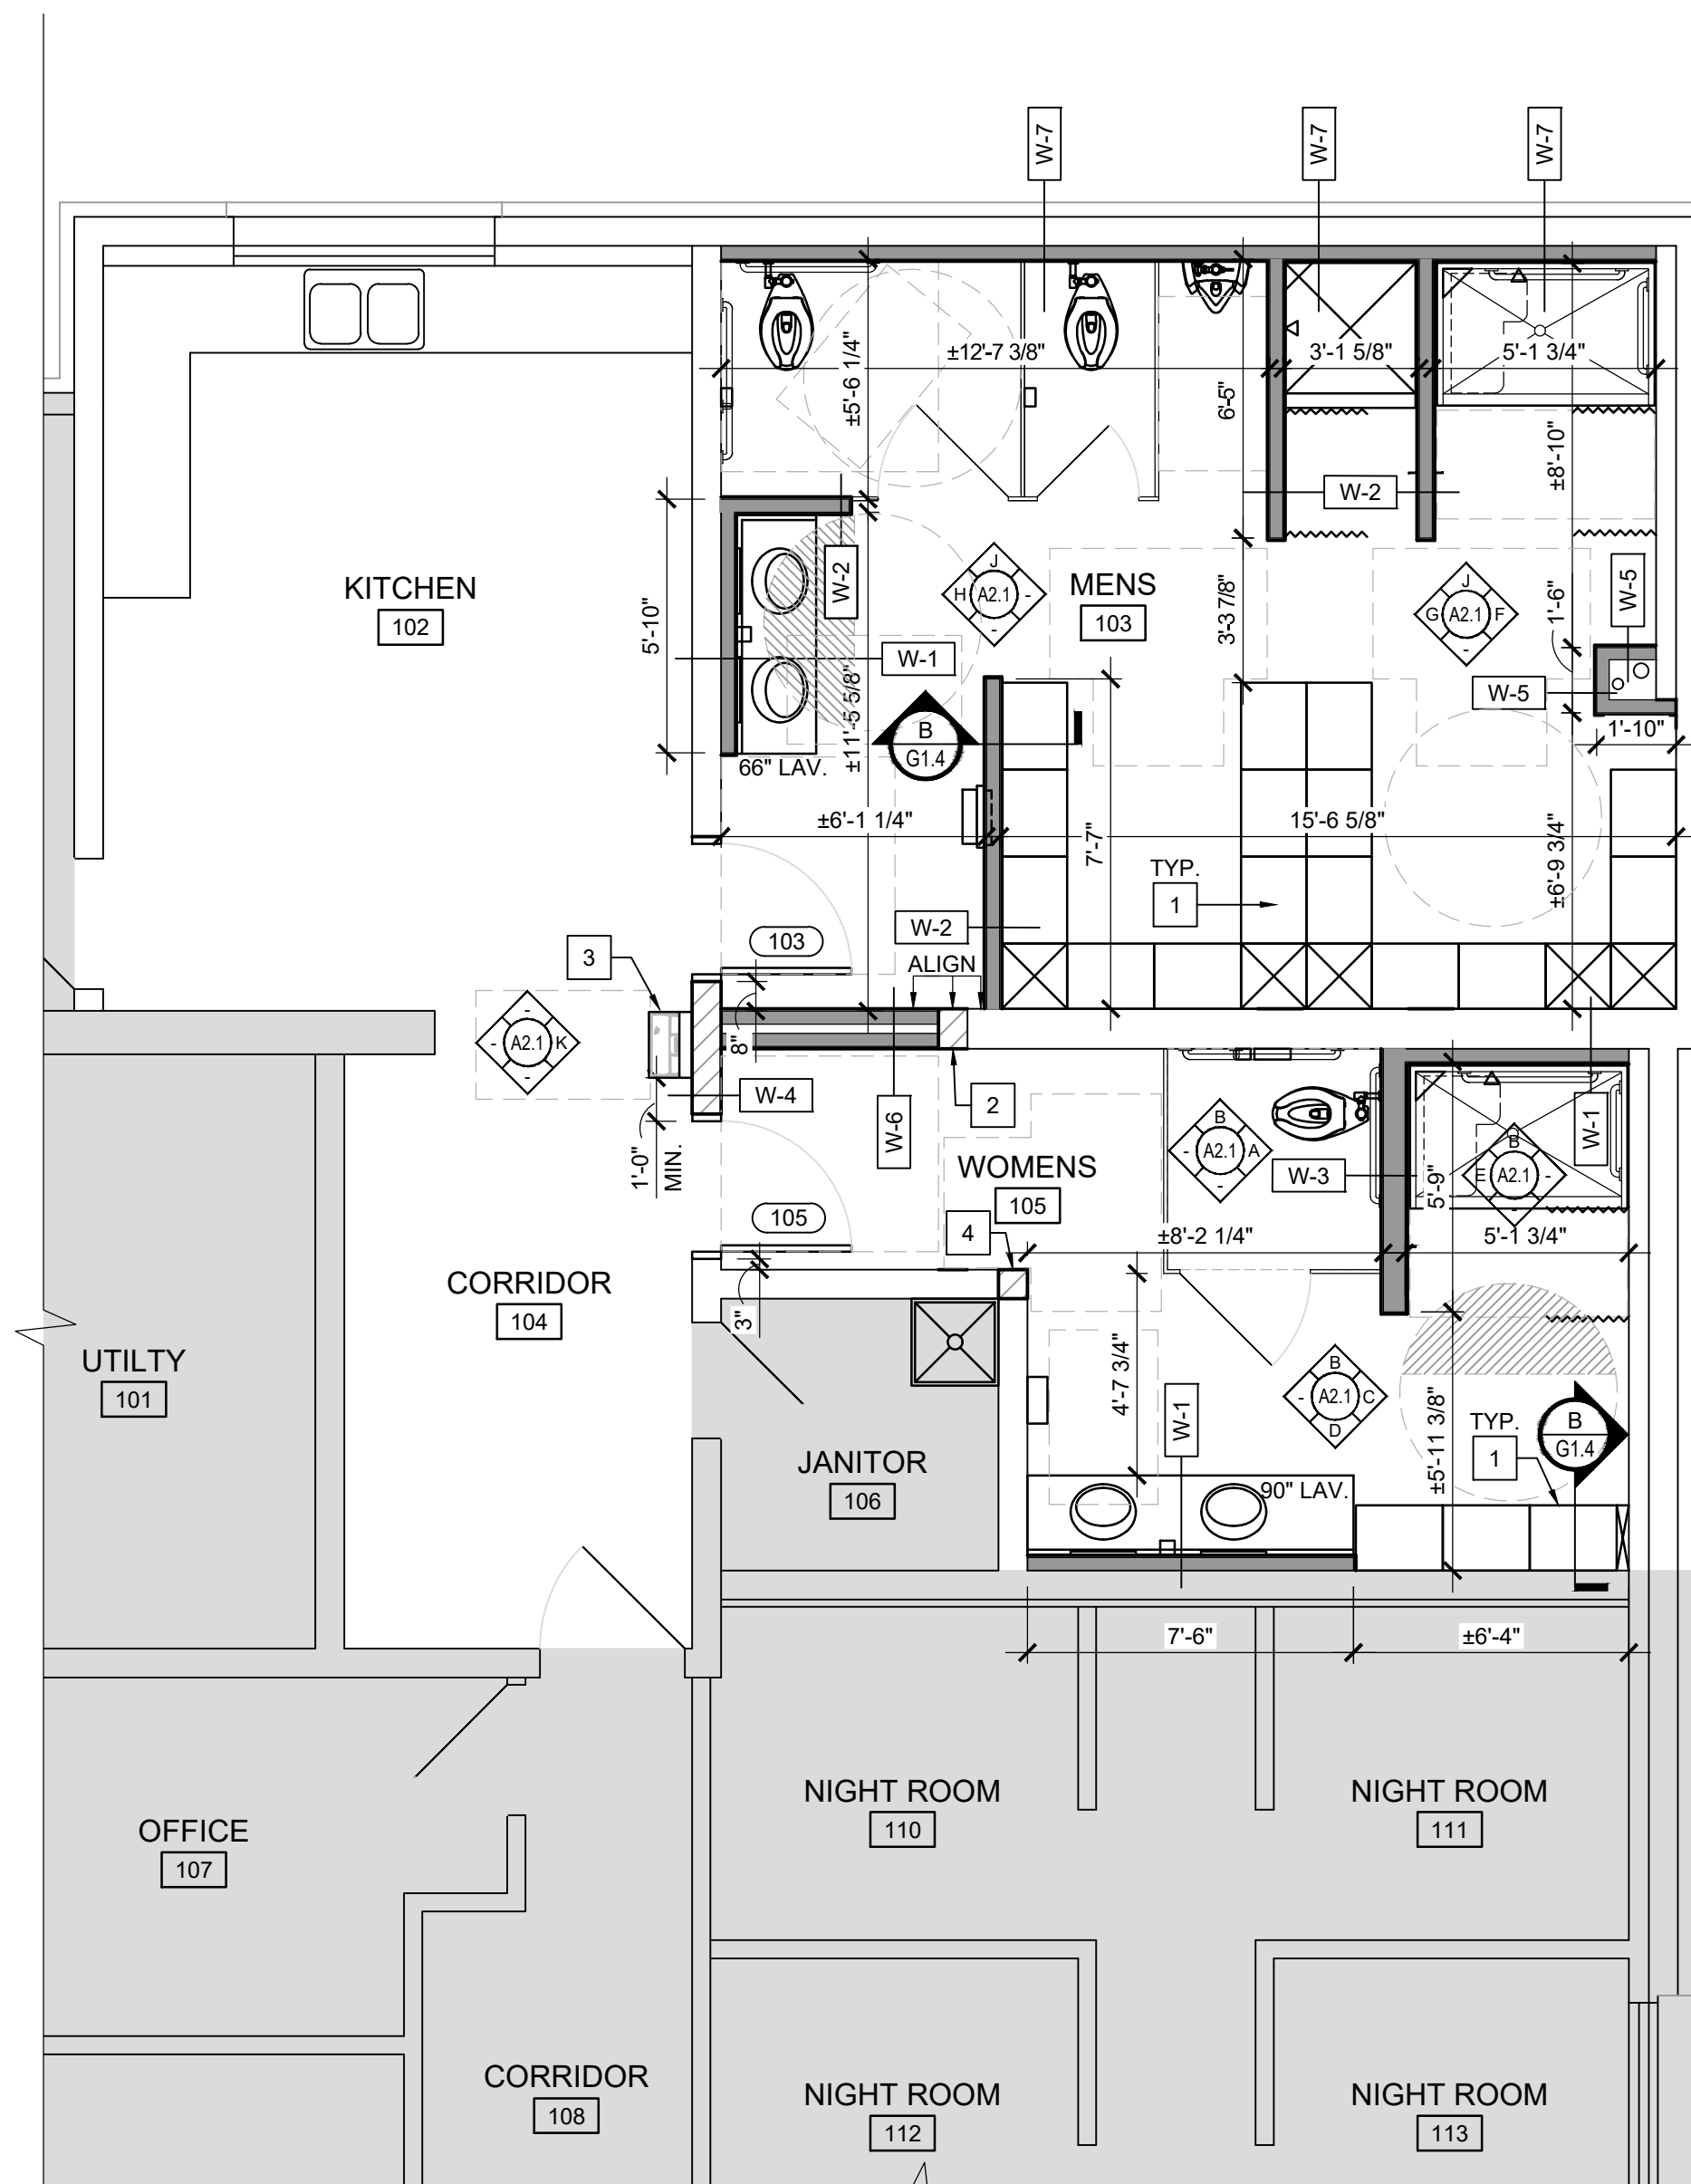 W-7
W-7
W-7
±12'-7 3/8"
3'-1 5/8"
5'-1 3/4"
±5'-6 1/4"
6'-5"
±8'-10"
W-2
W-2
KITCHEN
102
5'-10"
J
H
A2.1
-
-
MENS
103
3'-3 7/8"
J
G
A2.1
F
-
1'-6"
W-5
W-1
W-5
B
G1.4
±11'-5 5/8"
66" LAV.
1'-10"
±6'-1 1/4"
7'-7"
15'-6 5/8"
±6'-9 3/4"
TYP.
1
W-2
103
3
ALIGN
-
-
A2.1
K
-
8"
W-4
W-6
2
1'-0"
MIN.
W-1
B
-
A2.1
A
-
WOMENS
105
W-3
B
E
A2.1
-
-
5'-9"
105
4
±8'-2 1/4"
5'-1 3/4"
CORRIDOR
104
3"
UTILTY
101
4'-7 3/4"
B
-
A2.1
C
D
W-1
±5'-11 3/8"
TYP.
1
B
G1.4
JANITOR
106
90" LAV.
7'-6"
±6'-4"
OFFICE
107
NIGHT ROOM
110
NIGHT ROOM
111
CORRIDOR
108
NIGHT ROOM
112
NIGHT ROOM
113